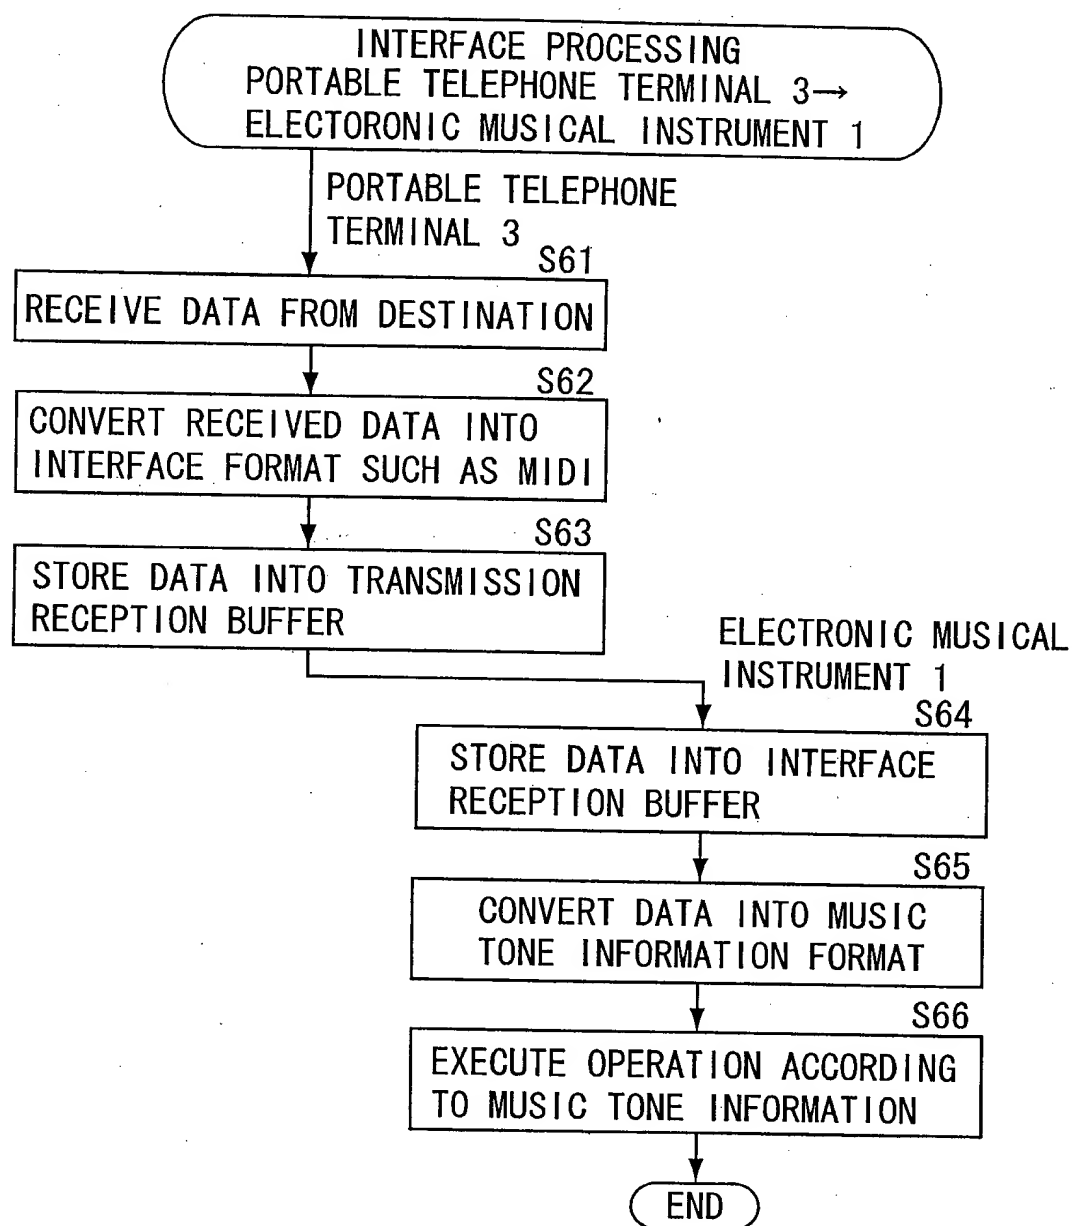 INTERFACE PROCESSING
PORTABLE TELEPHONE TERMINAL 3→
ELECTORONIC MUSICAL INSTRUMENT 1
PORTABLE TELEPHONE
TERMINAL 3
S61
RECEIVE DATA FROM DESTINATION
S62
CONVERT RECEIVED DATA INTO
INTERFACE FORMAT SUCH AS MIDI
S63
STORE DATA INTO TRANSMISSION
RECEPTION BUFFER
ELECTRONIC MUSICAL
INSTRUMENT 1
S64
STORE DATA INTO INTERFACE
RECEPTION BUFFER
S65
CONVERT DATA INTO MUSIC
TONE INFORMATION FORMAT
S66
EXECUTE OPERATION ACCORDING
TO MUSIC TONE INFORMATION
END